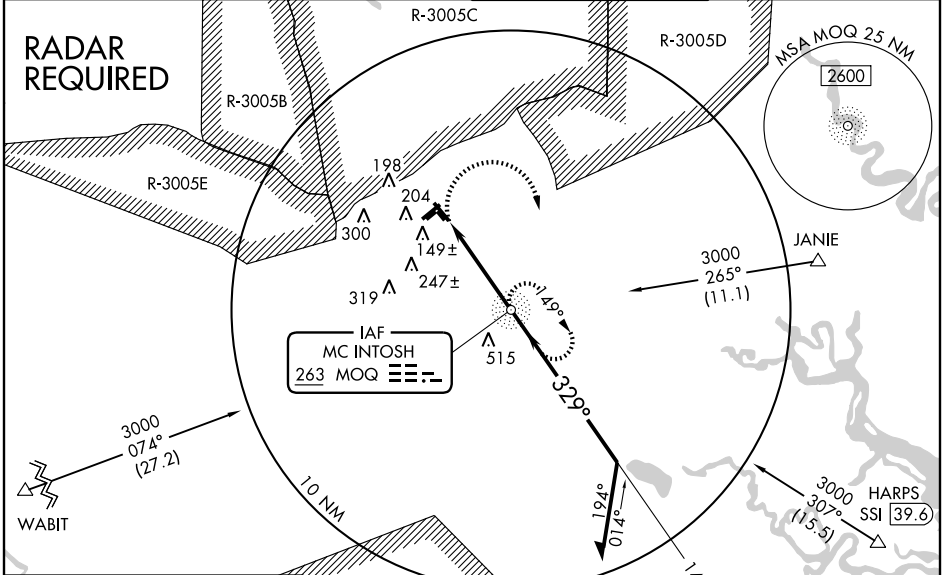 RADAR
REQUIRED
R-3005C
R-3005D
R-3005B
R-3005E
MSA MOQ 25 NM
2600
198
204
300
149±
247±
319
515
JANIE
3000
265°
(11.1)
IAF
MC INTOSH
263 MOQ
149°
329°
3000
074°
(27.2)
WABIT
10 NM
194°
014°
3000
307°
(15.5)
HARPS
SSI 39.6